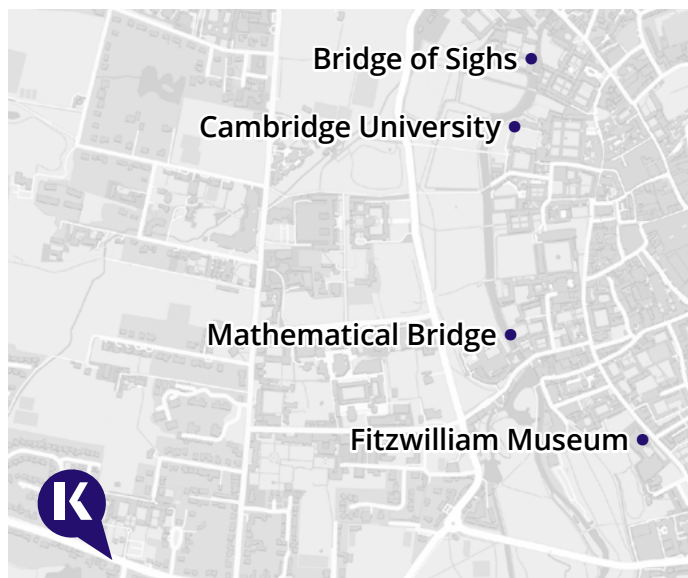 Bridge of Sighs
Cambridge University
Mathematical Bridge
Fitzwilliam Museum
K